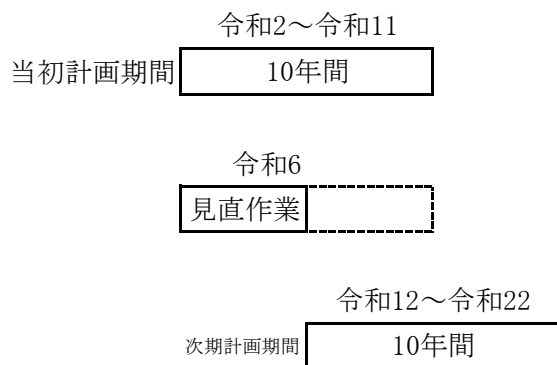 令和2～令和11
当初計画期間 10年間
令和6
見直作業
令和12～令和22
次期計画期間 10年間